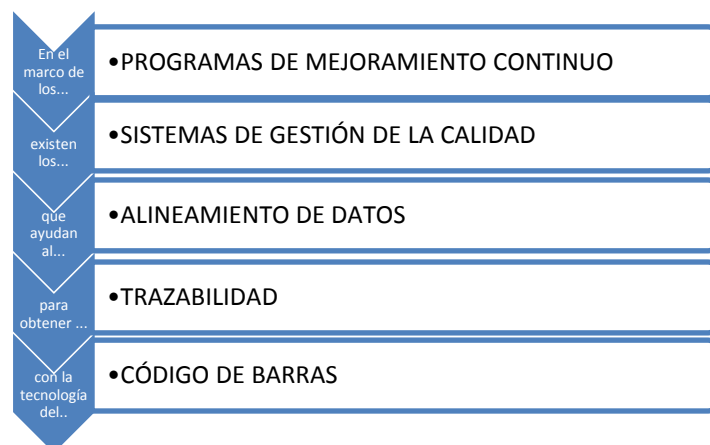 En el
marco de
los...
•PROGRAMAS DE MEJORAMIENTO CONTINUO
existen
los...
•SISTEMAS DE GESTIÓN DE LA CALIDAD
que
ayudan
al...
•ALINEAMIENTO DE DATOS
para
obtener ...
•TRAZABILIDAD
con la
tecnología
del..
•CÓDIGO DE BARRAS